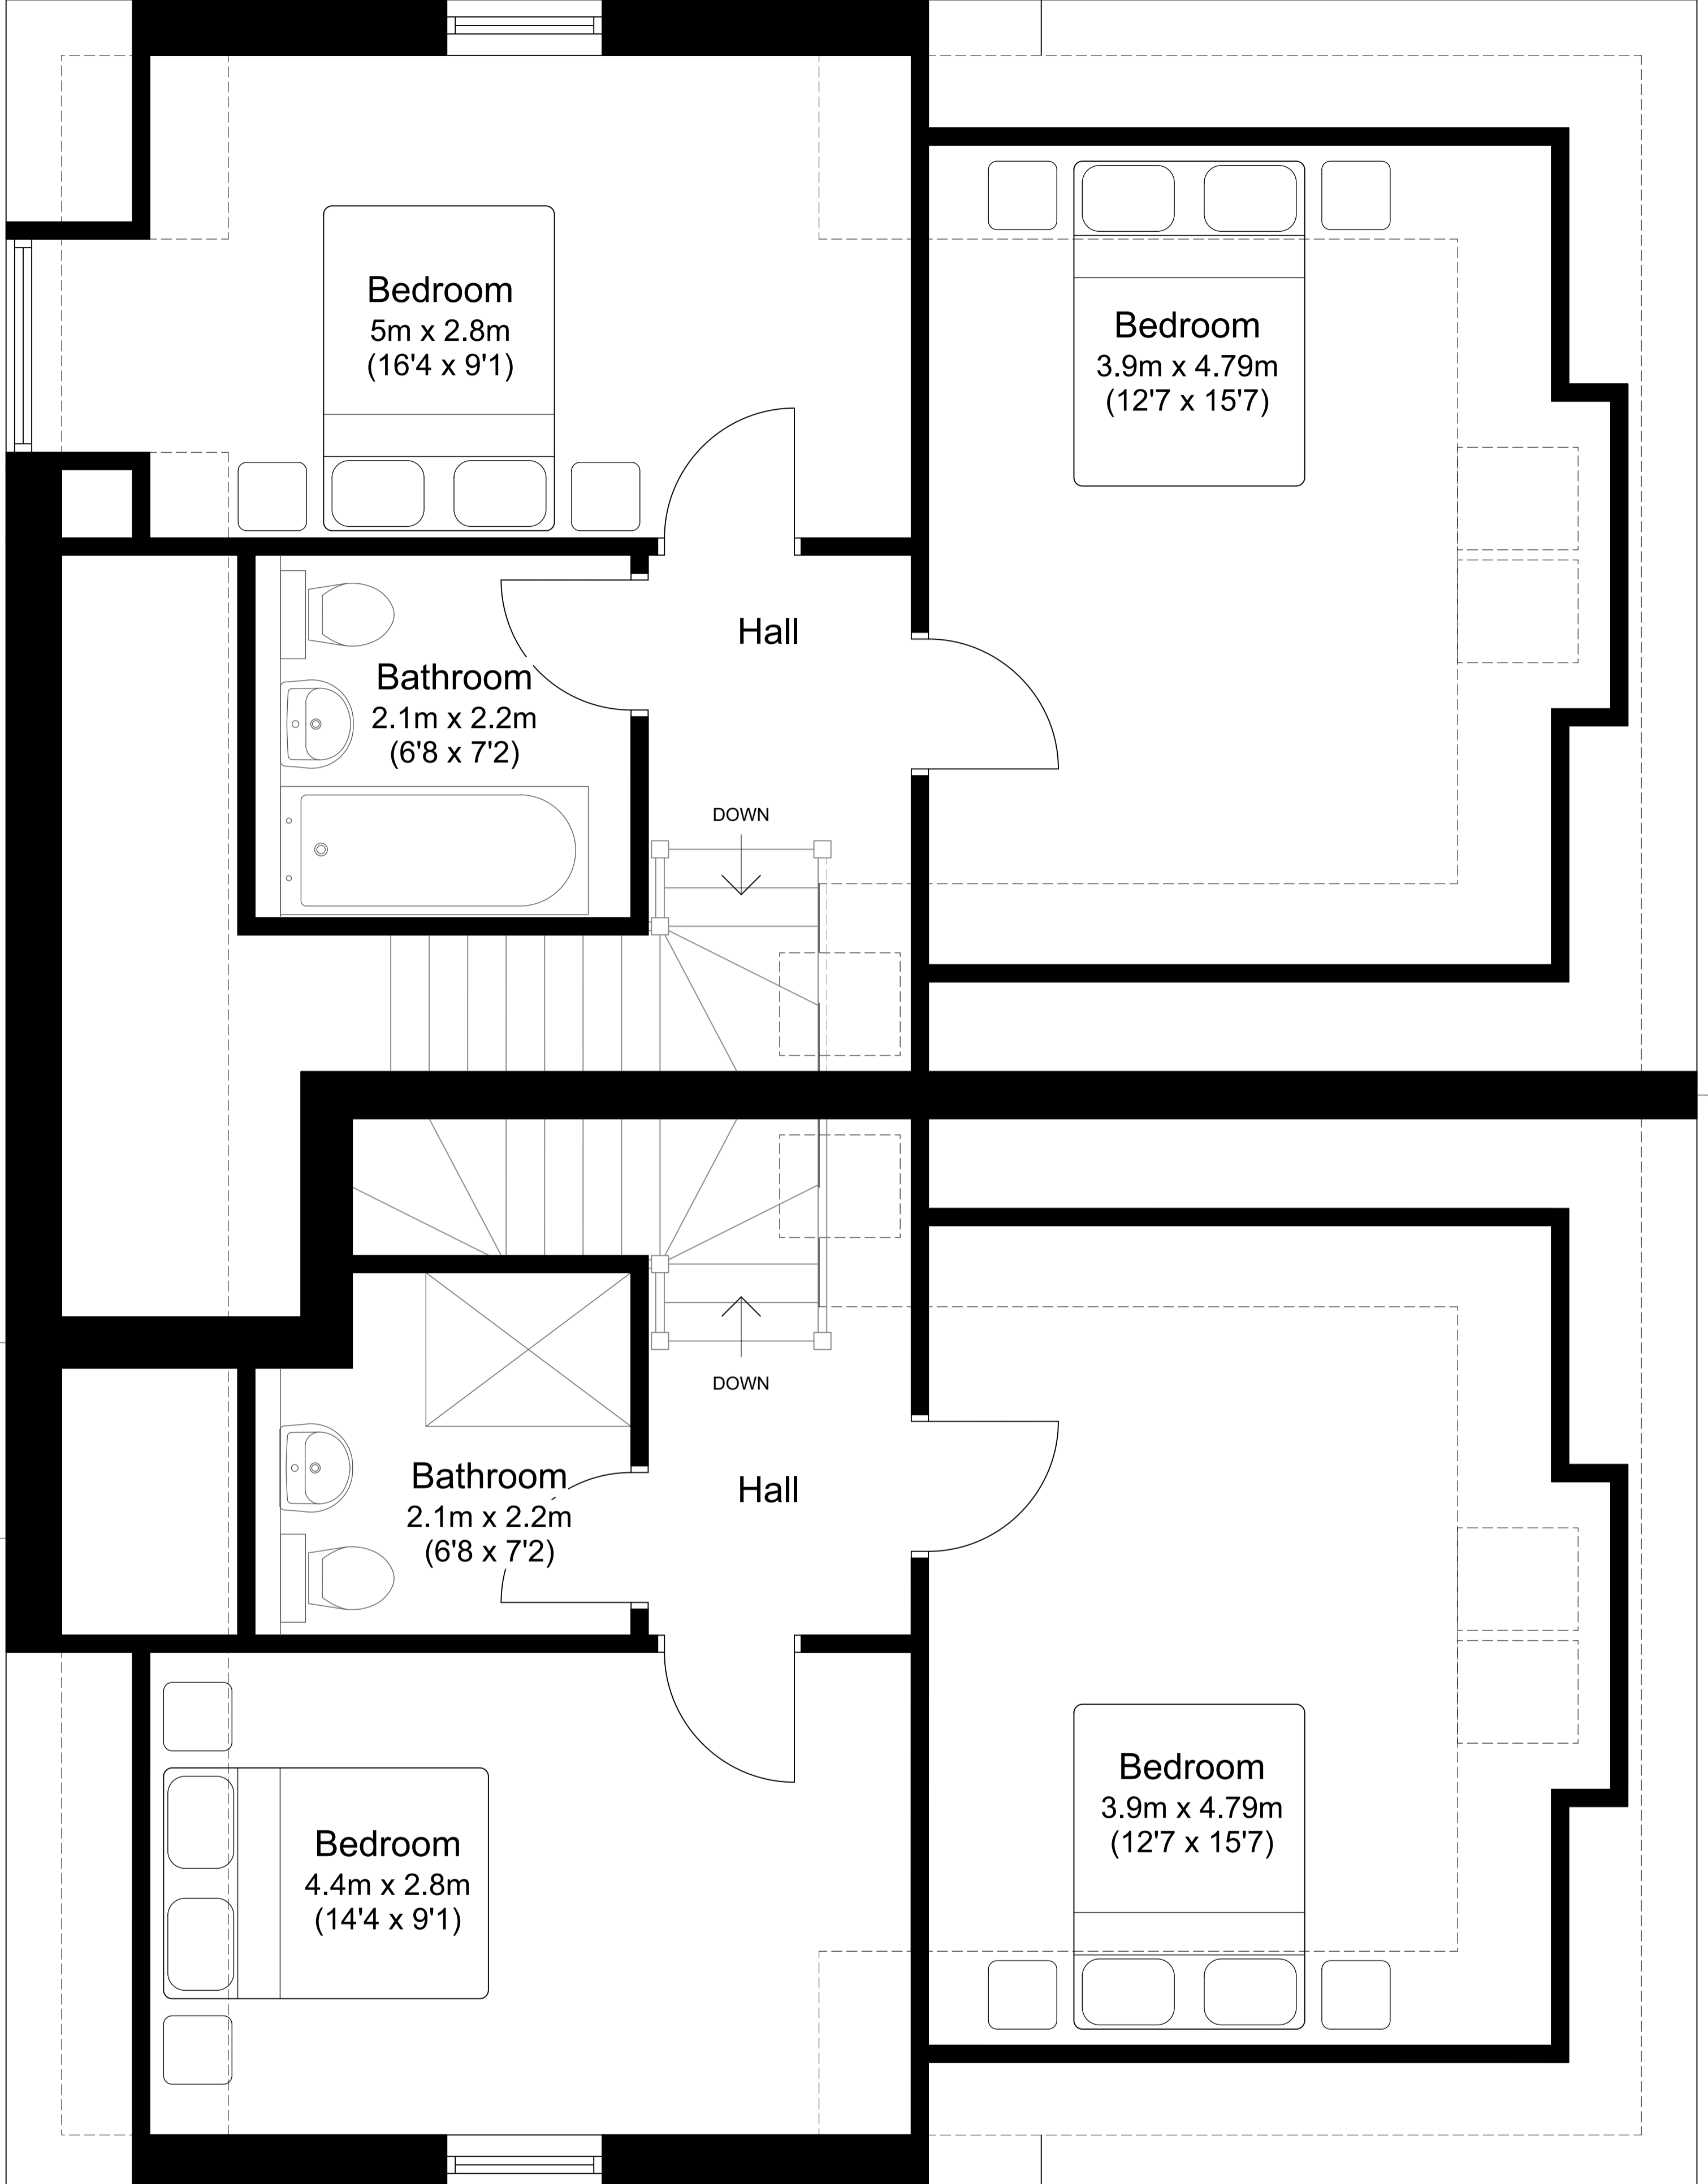 Bedroom
5m x 2.8m
(16'4 x 9'1)
Bedroom
3.9m x 4.79m
(12'7 x 15'7)
Hall
Bathroom
2.1m x 2.2m
(6'8 x 7'2)
DOWN
DOWN
Bathroom
2.1m x 2.2m
(6'8 x 7'2)
Hall
Bedroom
3.9m x 4.79m
(12'7 x 15'7)
Bedroom
4.4m x 2.8m
(14'4 x 9'1)